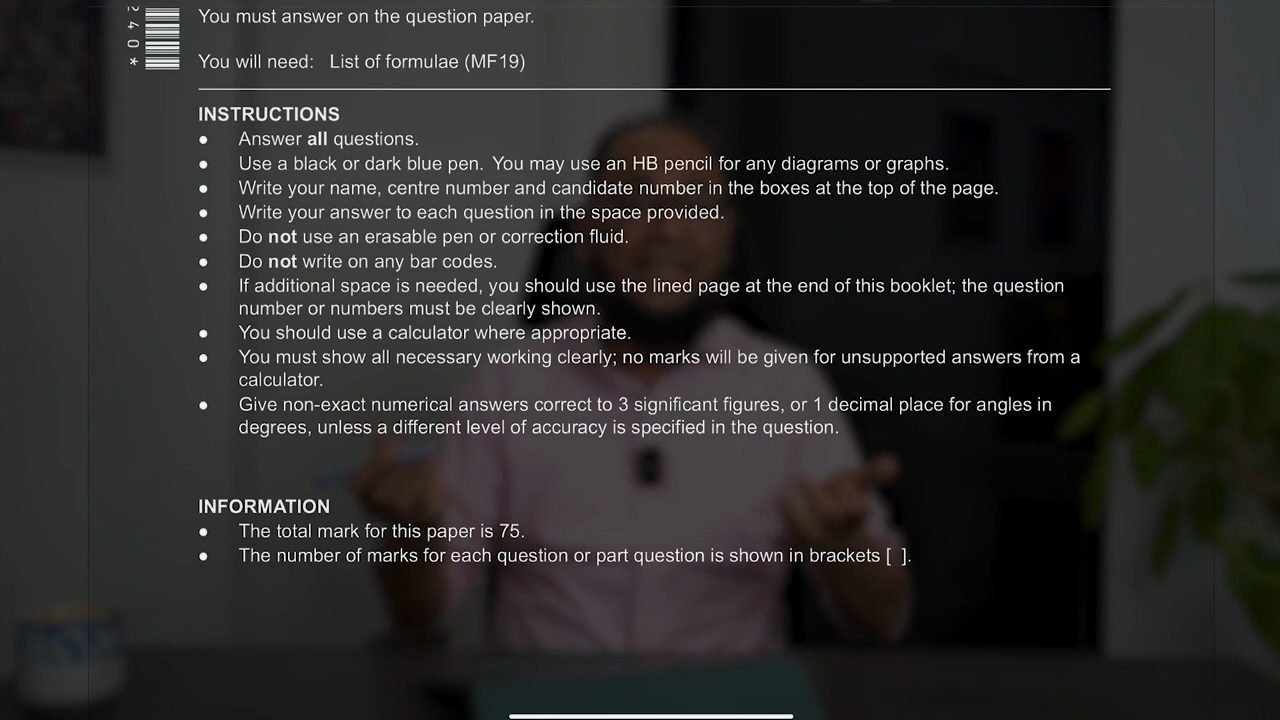 You must answer on the question paper.
You will need: List of formulae (MF19)
INSTRUCTIONS
● Answer all questions.
● Use a black or dark blue pen. You may use an HB pencil for any diagrams or graphs.
● Write your name, centre number and candidate number in the boxes at the top of the page.
● Write your answer to each question in the space provided.
● Do not use an erasable pen or correction fluid.
● Do not write on any bar codes.
● If additional space is needed, you should use the lined page at the end of this booklet; the question
number or numbers must be clearly shown.
● You should use a calculator where appropriate.
● You must show all necessary working clearly; no marks will be given for unsupported answers from a
calculator.
● Give non-exact numerical answers correct to 3 significant figures, or 1 decimal place for angles in
degrees, unless a different level of accuracy is specified in the question.
INFORMATION
● The total mark for this paper is 75.
● The number of marks for each question or part question is shown in brackets [ ].
4 0 *